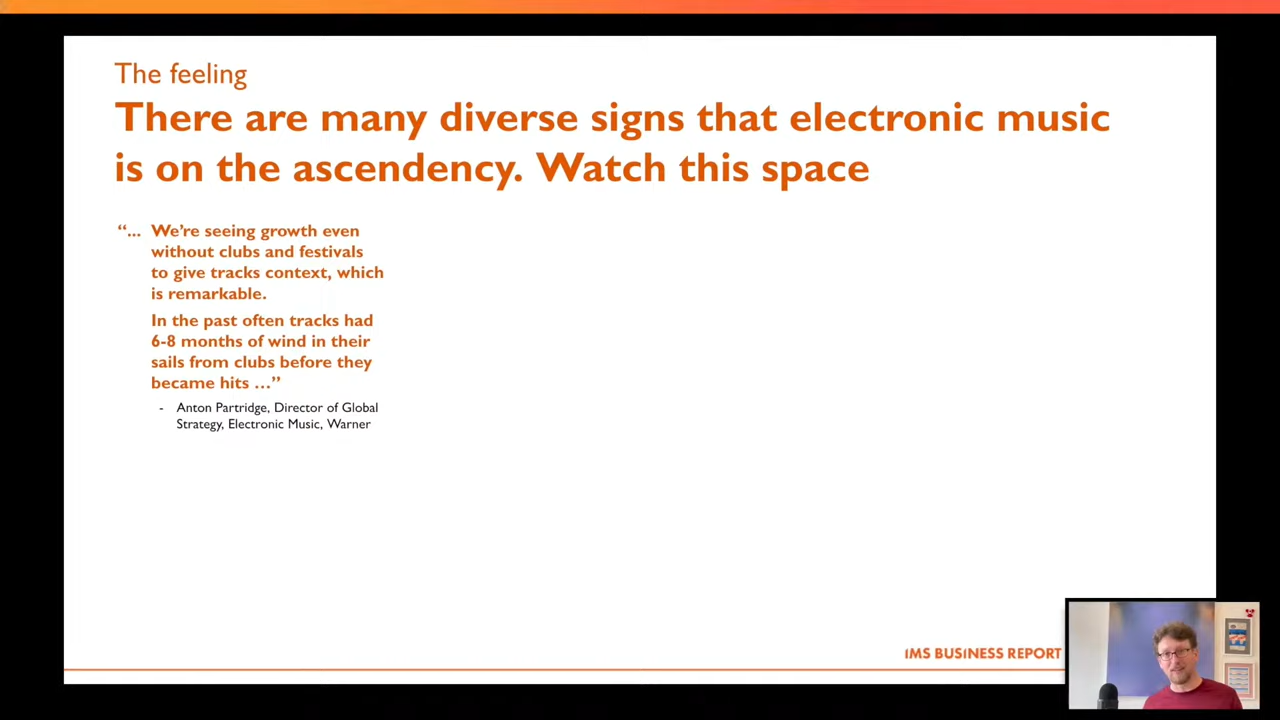 The feeling
There are many diverse signs that electronic music
is on the ascendency. Watch this space
“... We’re seeing growth even
without clubs and festivals
to give tracks context, which
is remarkable.
In the past often tracks had
6-8 months of wind in their
sails from clubs before they
became hits ...”
- Anton Partridge, Director of Global
Strategy, Electronic Music, Warner
IMS BUSINESS REPORT